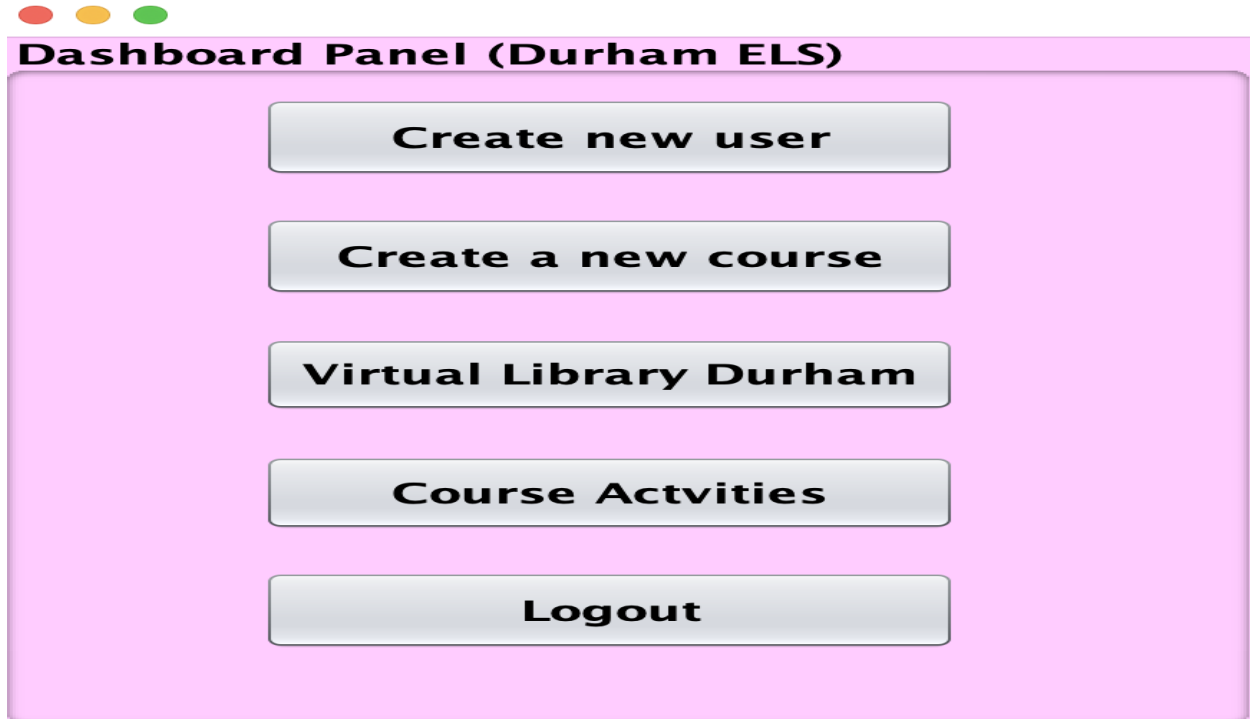 Dashboard Panel (Durham ELS)
Create new user
Create a new course
Virtual Library Durham
Course Actvities
Logout